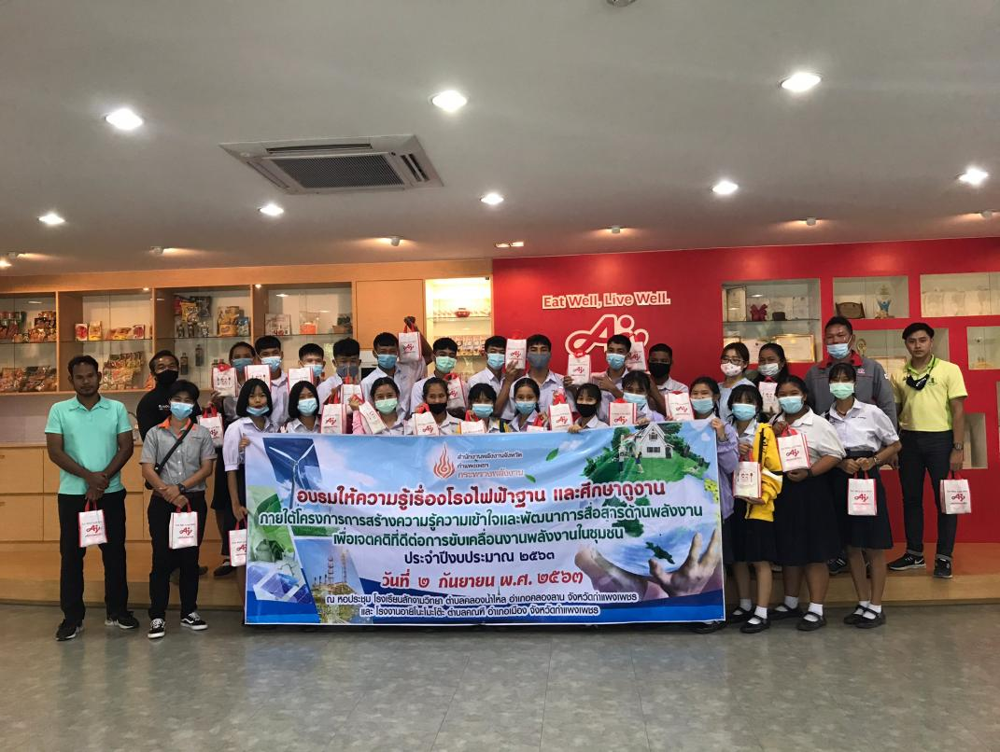 Eat Well, Live Well.
Aj
สำนักงานพลังงานจังหวัด
กำแพงเพชร
กระทรวงพลังงาน
อบรมให้ความรู้เรื่องโรงไฟฟ้าฐาน และศึกษาดูงาน
ภายใต้โครงการการสร้างความรู้ความเข้าใจและพัฒนาการสื่อสารด้านพลังงาน
เพื่อเจตคติที่ดีต่อการขับเคลื่อนงานพลังงานในชุมชน
ประจำปีงบประมาณ ๒๕๖๓
วันที่ ๒ กันยายน พ.ศ. ๒๕๖๓
ณ หอประชุม โรงเรียนสักงามวิทยา ตำบลคลองน้ำไหล อำเภอคลองลาน จังหวัดกำแพงเพชร
และ โรงงานอายิโนะโมะโต๊ะ ตำบลคณฑี อำเภอเมือง จังหวัดกำแพงเพชร